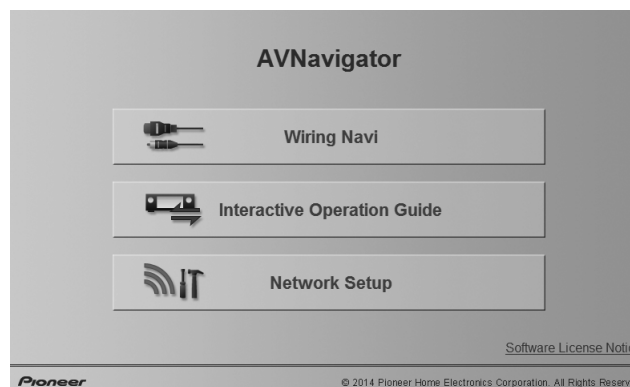 AVNavigator
Wiring Navi
Interactive Operation Guide
Network Setup
Software License
Pioneer
© 2014 Pioneer Home Electronics Corporation. All Rights